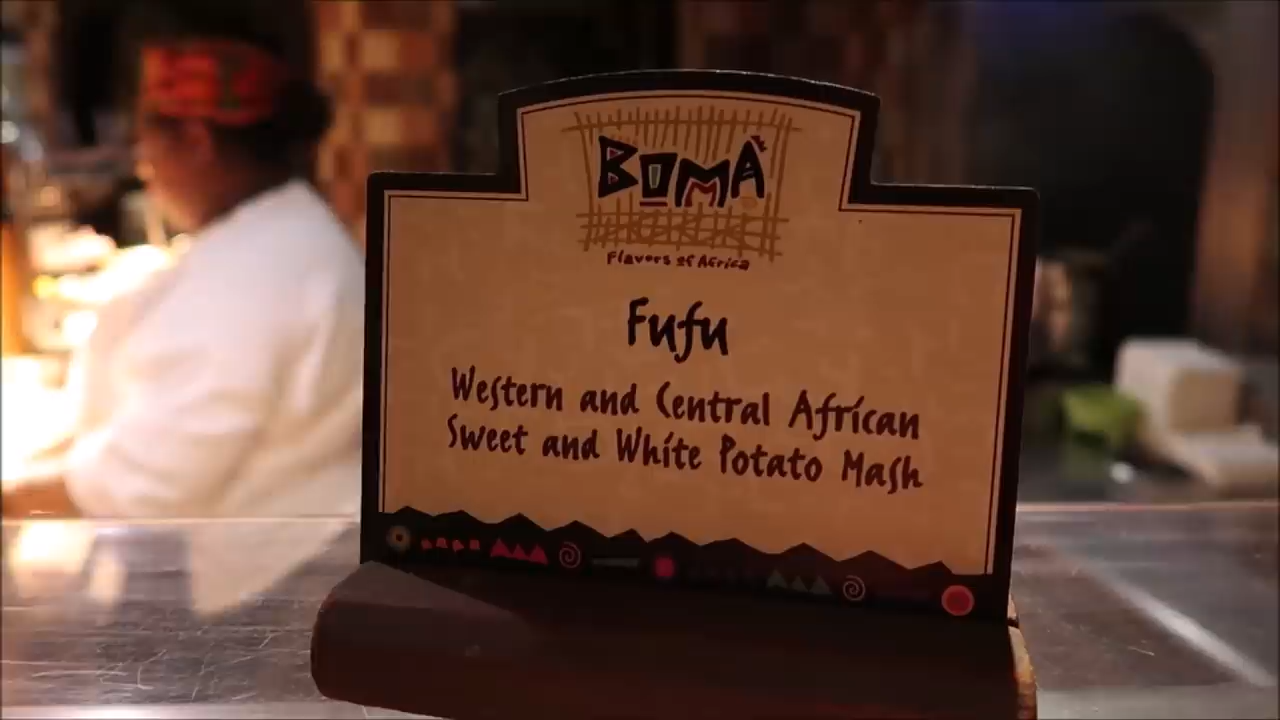 BOMA
Flavors of Africa
Fufu
Western and Central African
Sweet and White Potato Mash